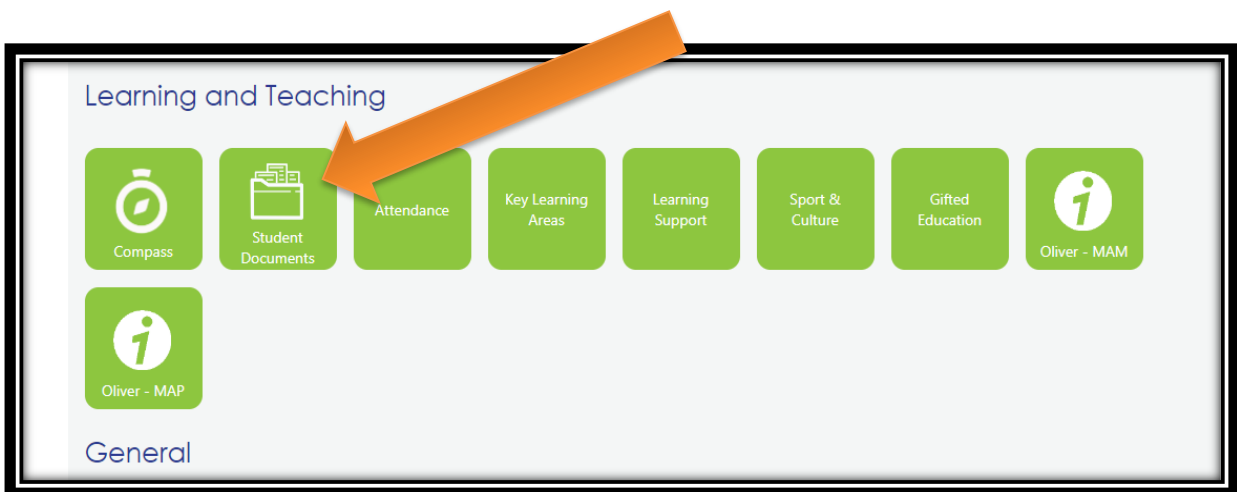 Learning and Teaching
Compass
Student
Documents
Attendance
Key Learning
Areas
Learning
Support
Sport &
Culture
Gifted
Education
Oliver - MAM
Oliver - MAP
General